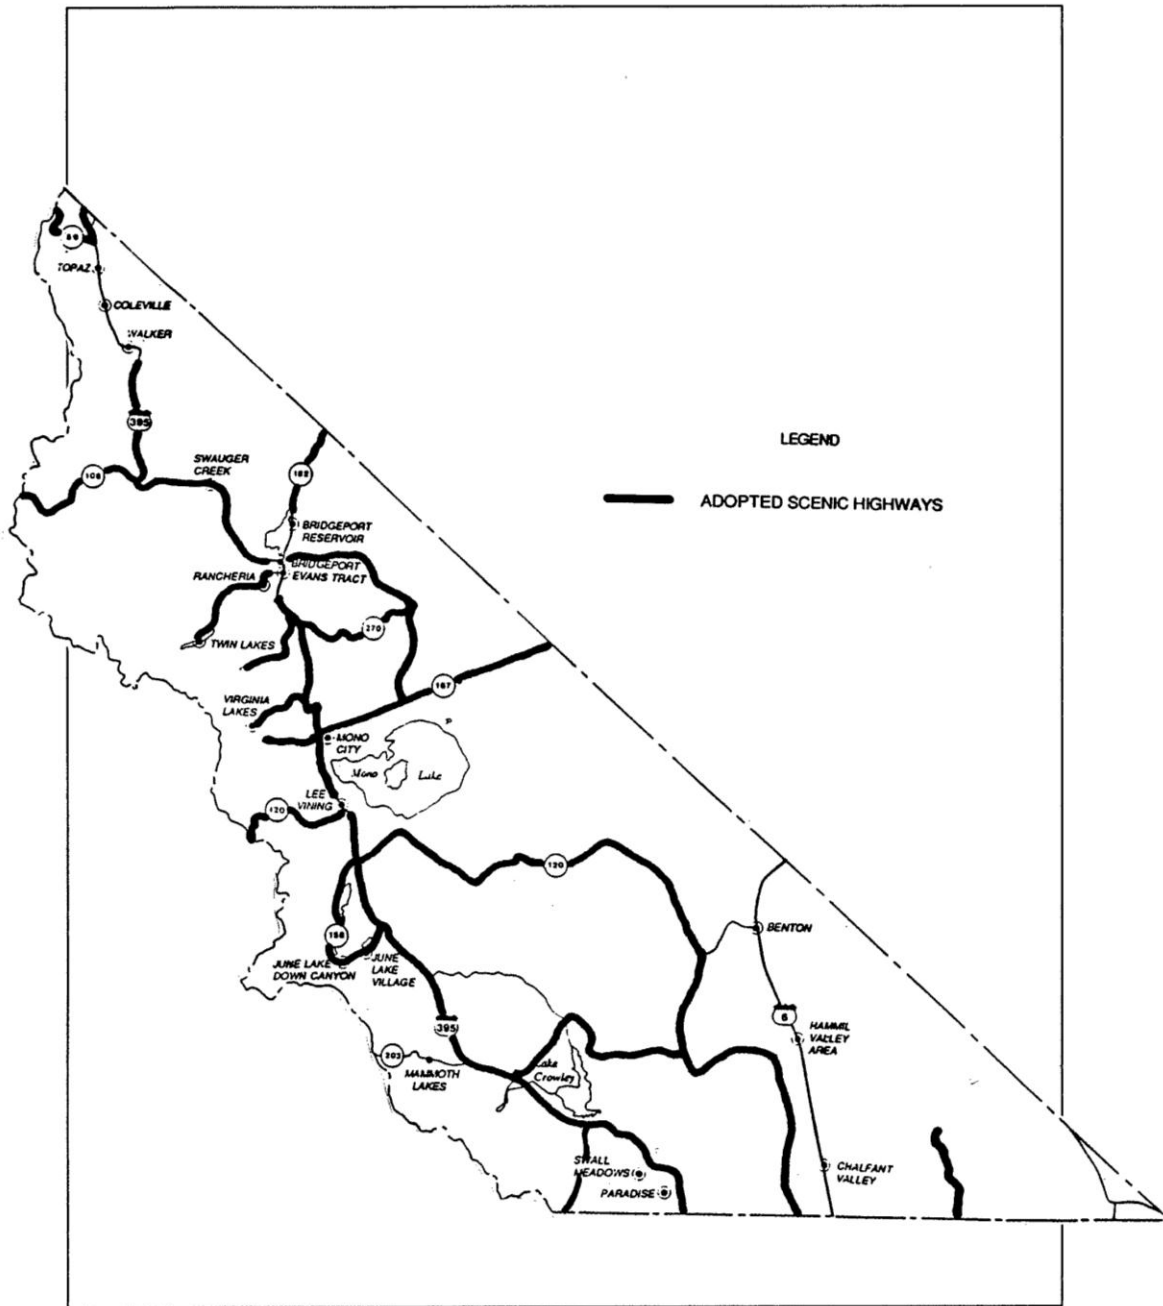 89
TOPAZ
COLEVILLE
WALKER
395
LEGEND
SWAUGER
CREEK
108
182
ADOPTED SCENIC HIGHWAYS
BRIDGEPORT
RESERVOIR
BRIDGEPORT
EVANS TRACT
RANCHERIA
270
TWIN LAKES
167
VIRGINIA
LAKES
MONO
CITY
Mono Lake
LEE
VINING
120
120
BENTON
158
JUNE LAKE
DOWN CANYON
JUNE
LAKE
VILLAGE
6
395
HAMMIL
VALLEY
AREA
203
MAMMOTH
LAKES
Lake
Crowley
SWALL
MEADOWS
CHALFANT
VALLEY
PARADISE